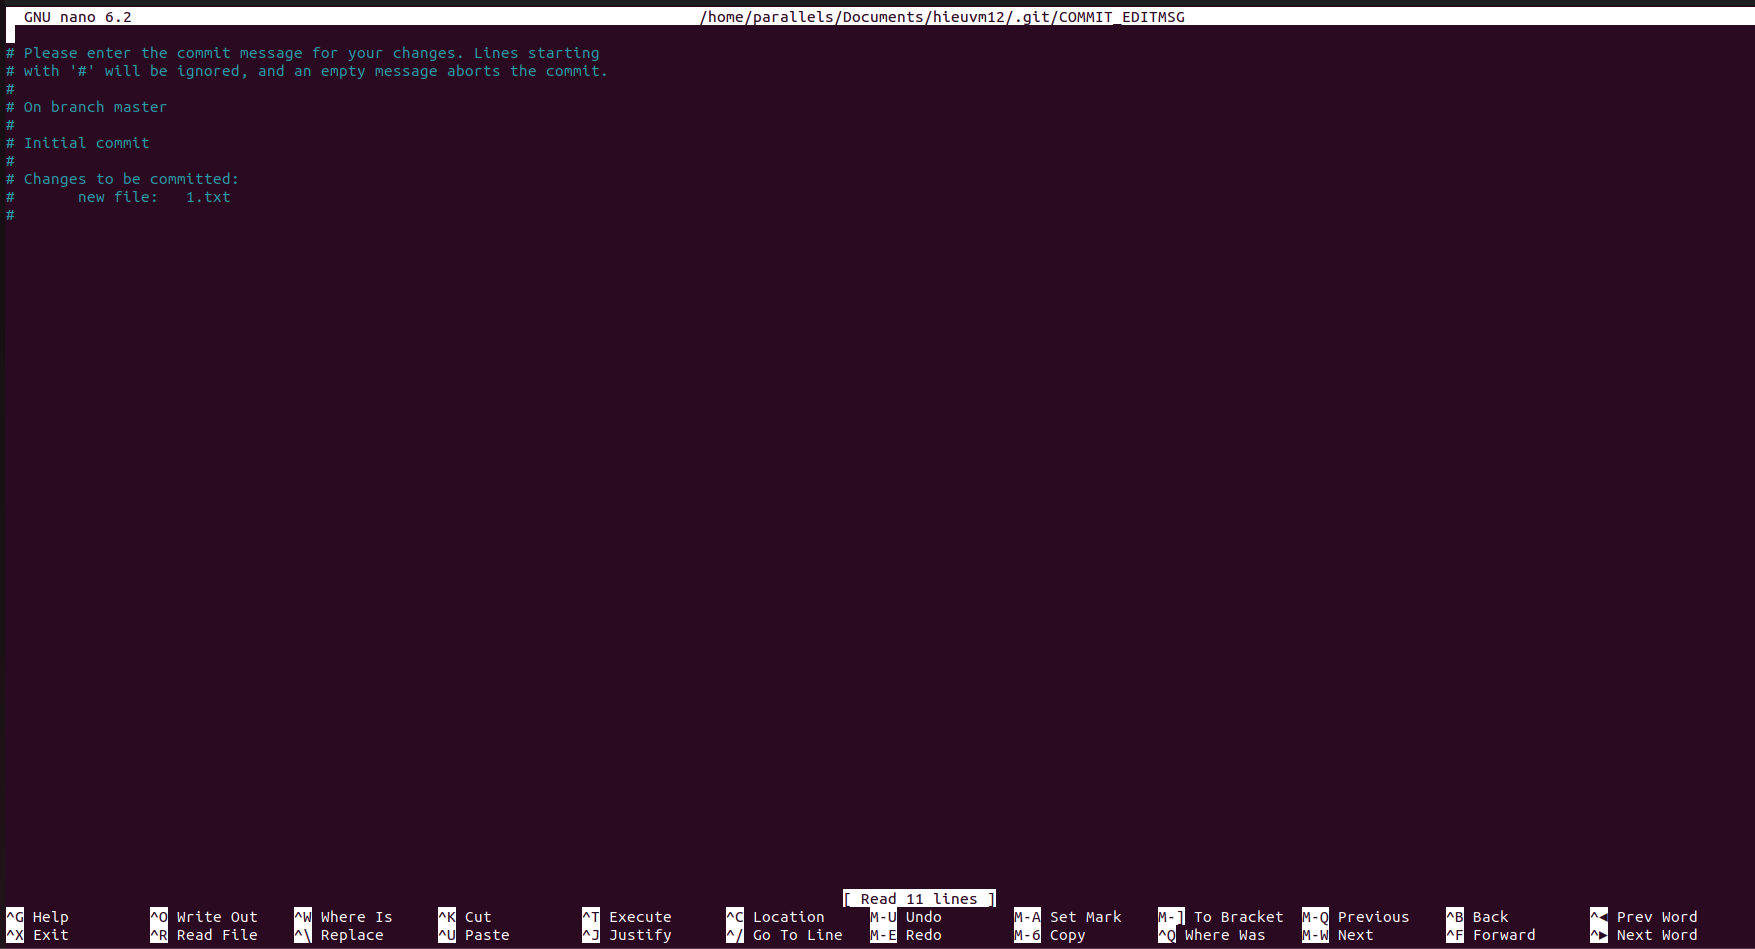 GNU nano 6.2 /home/parallels/Documents/hieuvm12/.git/COMMIT_EDITMSG
# Please enter the commit message for your changes. Lines starting
# with '#' will be ignored, and an empty message aborts the commit.
#
# On branch master
#
# Initial commit
#
# Changes to be committed:
#       new file:   1.txt
#
[ Read 11 lines ]
^G Help ^O Write Out ^W Where Is ^K Cut ^T Execute ^C Location M-U Undo M-A Set Mark M-] To Bracket M-Q Previous ^B Back ^◀ Prev Word
^X Exit ^R Read File ^\ Replace ^U Paste ^J Justify ^/ Go To Line M-E Redo M-6 Copy ^Q Where Was M-W Next ^F Forward ^▶ Next Word